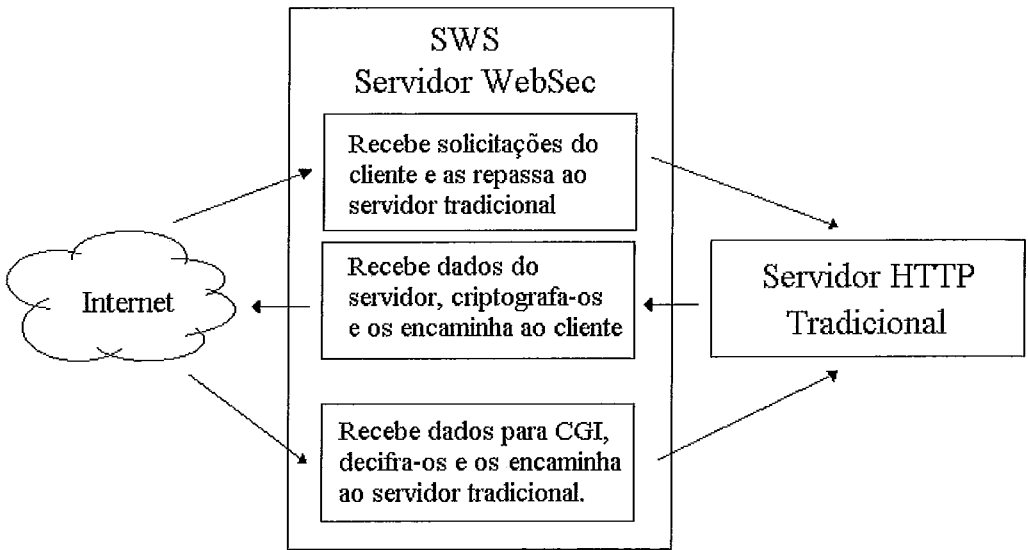 SWS
Servidor WebSec
Recebe solicitações do
cliente e as repassa ao
servidor tradicional
Internet
Recebe dados do
servidor, criptografa-os
e os encaminha ao cliente
Servidor HTTP
Tradicional
Recebe dados para CGI,
decifra-os e os encaminha
ao servidor tradicional.